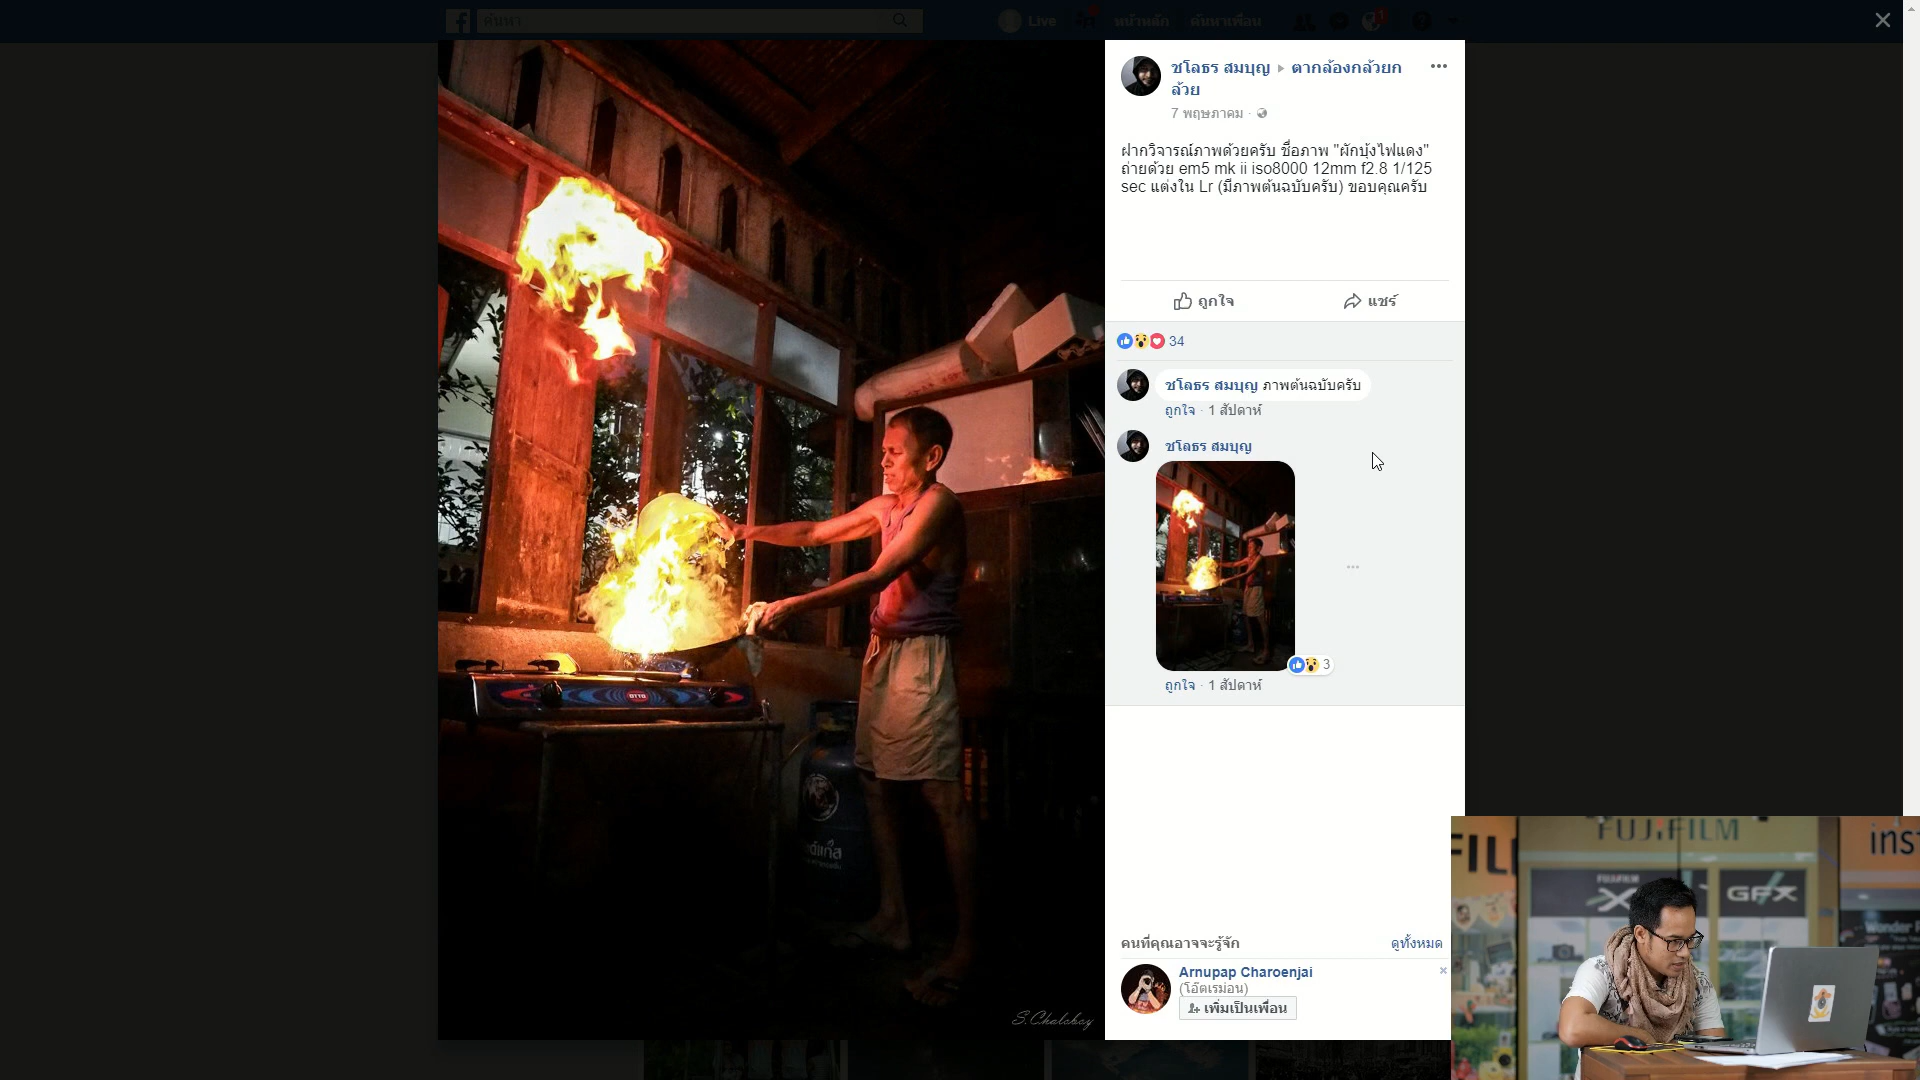 ค้นหา
Live
หน้าหลัก
ค้นหาเพื่อน
1
ชโลธร สมบุญ ▸ ตากล้องกล้วยก
ล้วย
7 พฤษภาคม ·
ฝากวิจารณ์ภาพด้วยครับ ชื่อภาพ "ผักบุ้งไฟแดง"
ถ่ายด้วย em5 mk ii iso8000 12mm f2.8 1/125
sec แต่งใน Lr (มีภาพต้นฉบับครับ) ขอบคุณครับ
ถูกใจ
แชร์
34
ชโลธร สมบุญ ภาพต้นฉบับครับ
ถูกใจ · 1 สัปดาห์
ชโลธร สมบุญ
3
ถูกใจ · 1 สัปดาห์
คนที่คุณอาจจะรู้จัก
ดูทั้งหมด
Arnupap Charoenjai
(โอ๊ตเรม่อน)
เพิ่มเป็นเพื่อน
OTTO
S.Chaloboy
FUJIFILM
inst
FUJIFILM
X
GFX